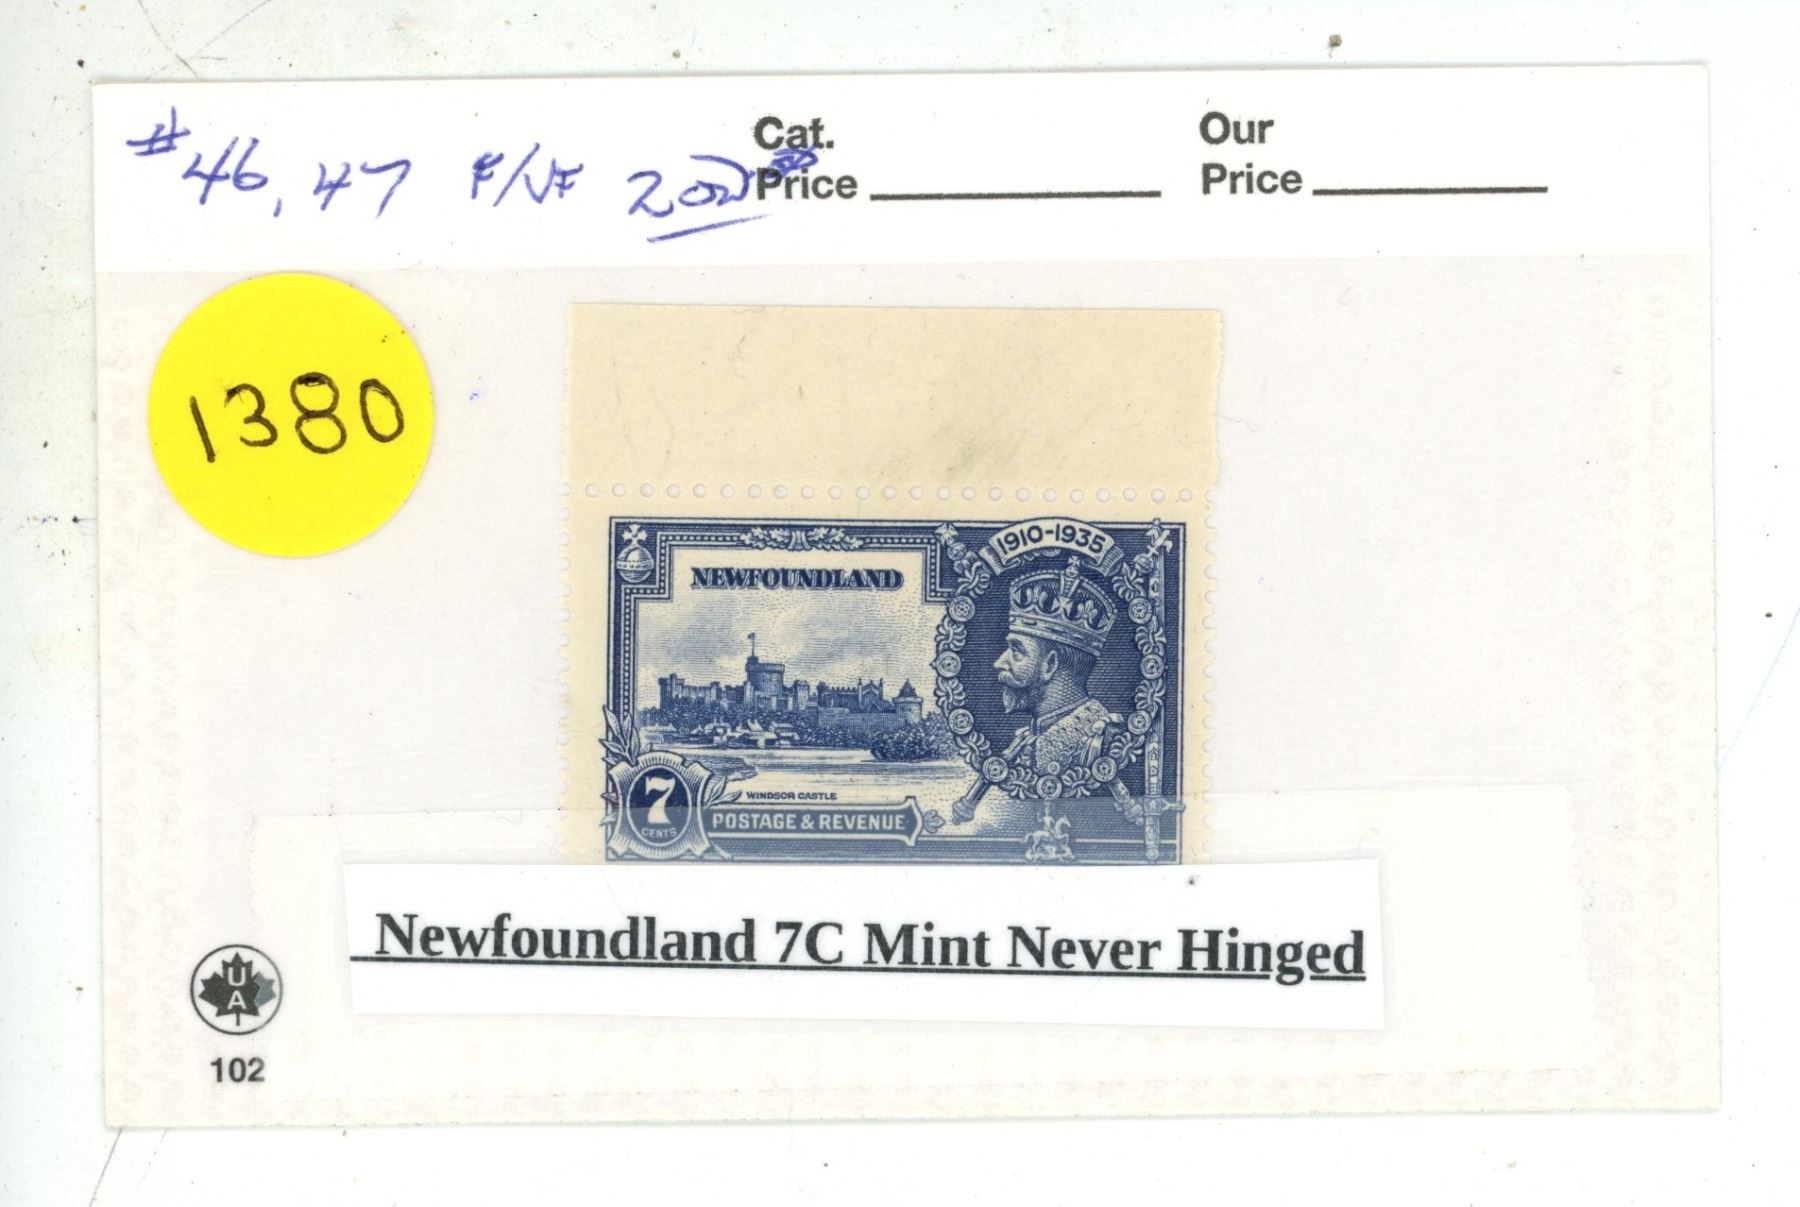 # 46, 47 F/VF 200.00
Cat.
Price
Our
Price
1380
1910-1935
NEWFOUNDLAND
WINDSOR CASTLE
7
CENTS
POSTAGE & REVENUE
Newfoundland 7C Mint Never Hinged
U
A
102